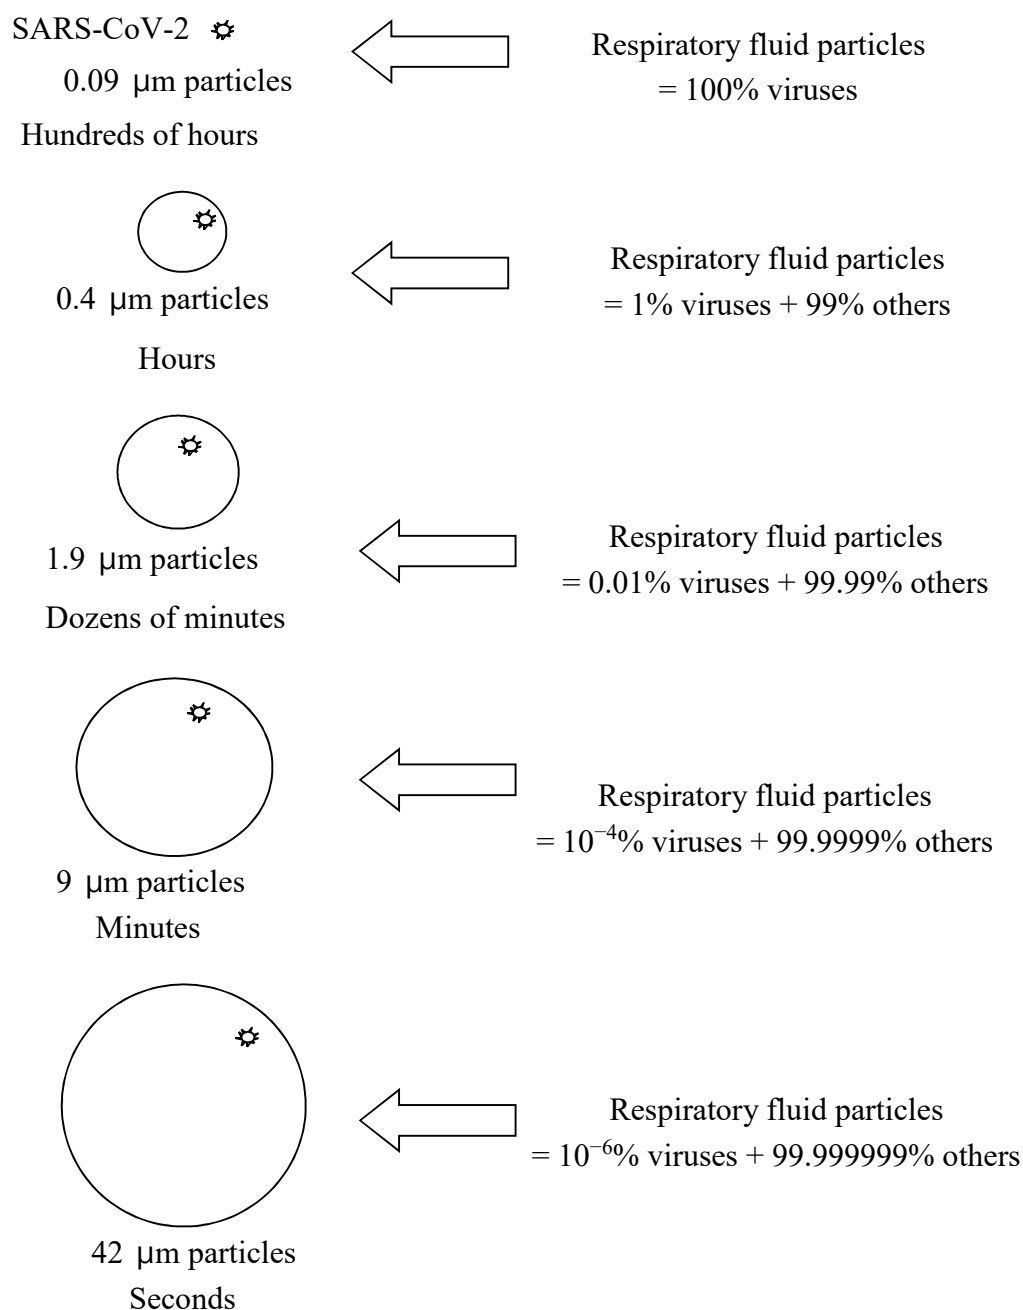 SARS-CoV-2
0.09 μm particles
Hundreds of hours
Respiratory fluid particles
= 100% viruses
0.4 μm particles
Hours
Respiratory fluid particles
= 1% viruses + 99% others
1.9 μm particles
Dozens of minutes
Respiratory fluid particles
= 0.01% viruses + 99.99% others
9 μm particles
Minutes
Respiratory fluid particles
= 10⁻⁴% viruses + 99.9999% others
42 μm particles
Seconds
Respiratory fluid particles
= 10⁻⁶% viruses + 99.999999% others